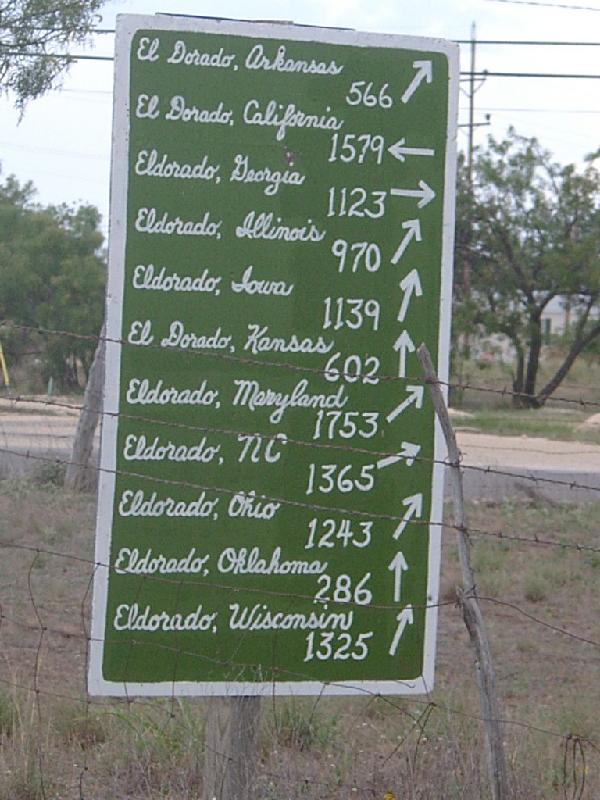 El Dorado, Arkansas
566
El Dorado, California
1579
Eldorado, Georgia
1123
Eldorado, Illinois
970
Eldorado, Iowa
1139
El Dorado, Kansas
602
Eldorado, Maryland
1753
Eldorado, NC
1365
Eldorado, Ohio
1243
Eldorado, Oklahoma
286
Eldorado, Wisconsin
1325